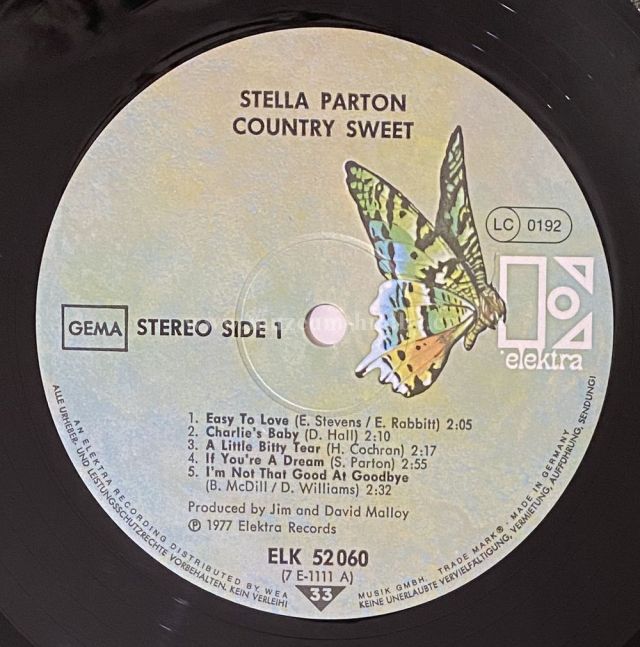 STELLA PARTON
COUNTRY SWEET
LC 0192
elektra
GEMA STEREO SIDE 1
1. Easy To Love (E. Stevens / E. Rabbitt) 2:05
2. Charlie's Baby (D. Hall) 2:10
3. A Little Bitty Tear (H. Cochran) 2:17
4. If You're A Dream (S. Parton) 2:55
5. I'm Not That Good At Goodbye
(B. McDill / D. Williams) 2:32
Produced by Jim and David Malloy
℗ 1977 Elektra Records
ELK 52 060
(7 E-1111 A)
33
AN ELEKTRA RECORDING DISTRIBUTED BY WEA MUSIK GMBH. TRADE MARK® · MADE IN GERMANY
ALLE URHEBER- UND LEISTUNGSSCHUTZRECHTE VORBEHALTEN. KEIN VERLEIH! KEINE UNERLAUBTE VERVIELFÄLTIGUNG, VERMIETUNG, AUFFÜHRUNG, SENDUNG!